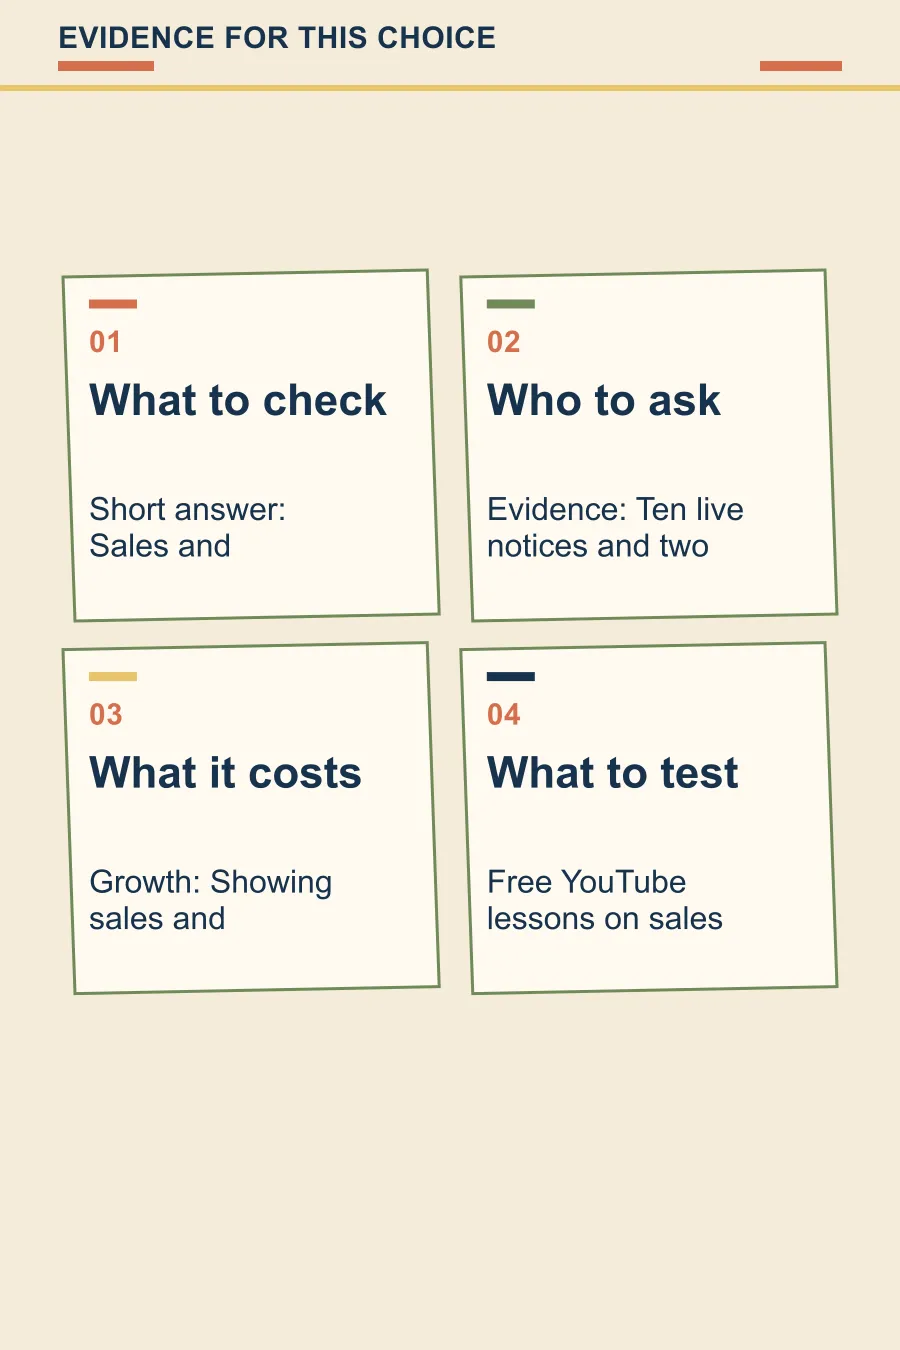 EVIDENCE FOR THIS CHOICE
01
What to check
Short answer:
Sales and
02
Who to ask
Evidence: Ten live
notices and two
03
What it costs
Growth: Showing
sales and
04
What to test
Free YouTube
lessons on sales